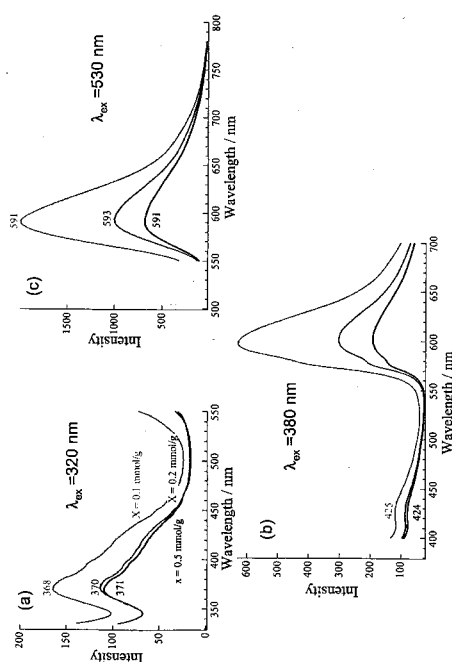 (a)
λex =320 nm
Intensity
200
150
100
50
0
368
370
371
X = 0.1 mmol/g
X = 0.2 mmol/g
x = 0.5 mmol/g
350
400
450
500
550
Wavelength / nm
(c)
λex =530 nm
Intensity
1500
1000
500
591
593
591
500
550
600
650
700
750
800
Wavelength / nm
(b)
λex =380 nm
Intensity
600
500
400
300
200
100
425
424
400
450
500
550
600
650
700
Wavelength / nm